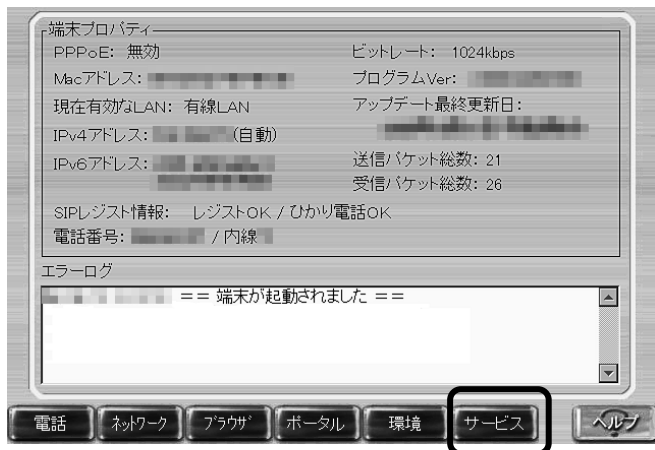 端末プロパティ
PPPoE: 無効
ビットレート: 1024kbps
Macアドレス:
プログラムVer:
現在有効なLAN: 有線LAN
アップデート最終更新日:
IPv4アドレス: (自動)
IPv6アドレス:
送信パケット総数: 21
受信パケット総数: 26
SIPレジスト情報: レジストOK / ひかり電話OK
電話番号: / 内線
エラーログ
== 端末が起動されました ==
電話 ネットワーク ブラウザ ポータル 環境 サービス ヘルプ